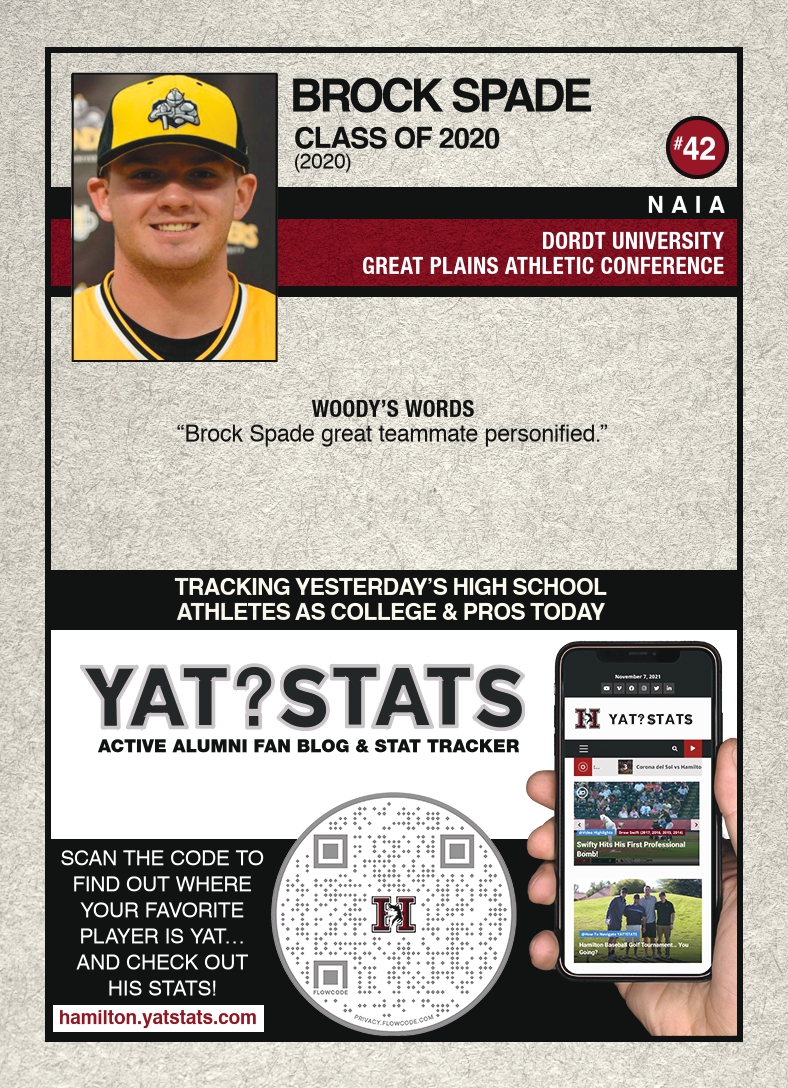 BROCK SPADE
CLASS OF 2020
(2020)
#42
NAIA
DORDT UNIVERSITY
GREAT PLAINS ATHLETIC CONFERENCE
WOODY’S WORDS
“Brock Spade great teammate personified.”
TRACKING YESTERDAY’S HIGH SCHOOL
ATHLETES AS COLLEGE & PROS TODAY
YAT?STATS
ACTIVE ALUMNI FAN BLOG & STAT TRACKER
November 7, 2021
H YAT?STATS
Corona del Sol vs Hamilto
@Video Highlights
Drew Swift (2017, 2016, 2015, 2014)
Swifty Hits His First Professional
Bomb!
@How To Navigate YAT?STATS
Hamilton Baseball Golf Tournament... You
Going?
SCAN THE CODE TO
FIND OUT WHERE
YOUR FAVORITE
PLAYER IS YAT...
AND CHECK OUT
HIS STATS!
hamilton.yatstats.com
H
FLOWCODE
PRIVACY.FLOWCODE.COM